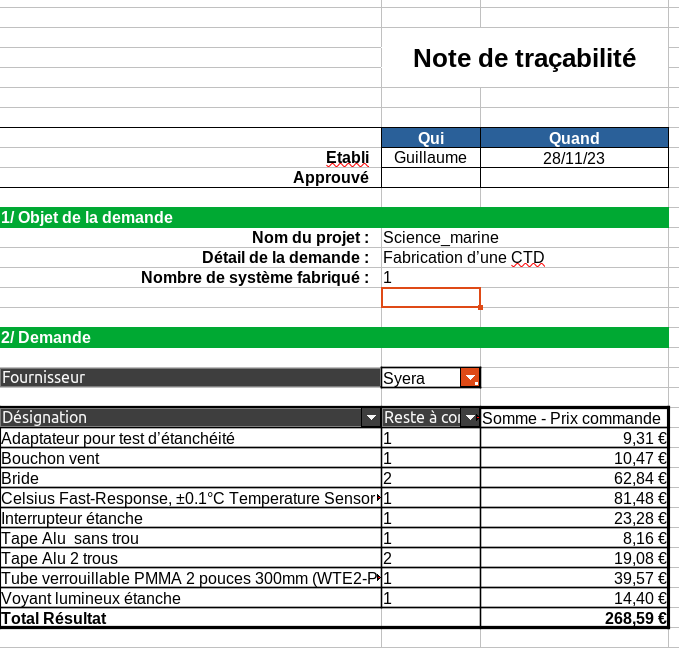 Note de traçabilité
Qui Quand
Etabli Guillaume 28/11/23
Approuvé
1/ Objet de la demande
Nom du projet : Science_marine
Détail de la demande : Fabrication d’une CTD
Nombre de système fabriqué : 1
2/ Demande
Fournisseur Syera
Désignation Reste à co Somme - Prix commande
Adaptateur pour test d’étanchéité 1 9,31 €
Bouchon vent 1 10,47 €
Bride 2 62,84 €
Celsius Fast-Response, ±0.1°C Temperature Sensor 1 81,48 €
Interrupteur étanche 1 23,28 €
Tape Alu  sans trou 1 8,16 €
Tape Alu 2 trous 2 19,08 €
Tube verrouillable PMMA 2 pouces 300mm (WTE2-P 1 39,57 €
Voyant lumineux étanche 1 14,40 €
Total Résultat 268,59 €